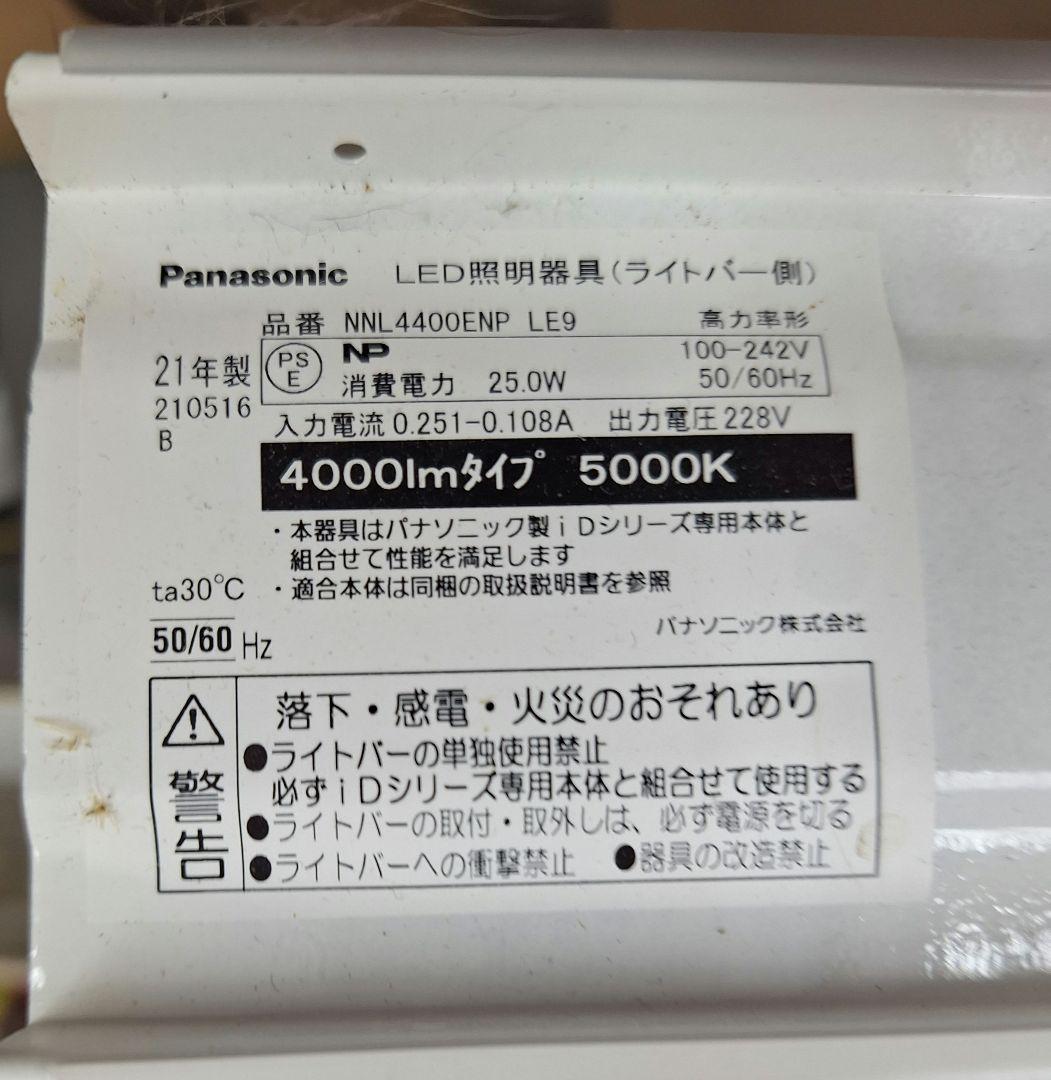 Panasonic LED照明器具(ライトバー側)
品番 NNL4400ENP LE9 高力率形
21年製
210516
B
PS
E
NP 100-242V
消費電力 25.0W 50/60Hz
入力電流0.251-0.108A 出力電圧228V
4000lmタイプ 5000K
・本器具はパナソニック製iDシリーズ専用本体と
組合せて性能を満足します
・適合本体は同梱の取扱説明書を参照
ta30℃
50/60 Hz
パナソニック株式会社
警告
落下・感電・火災のおそれあり
●ライトバーの単独使用禁止
必ずiDシリーズ専用本体と組合せて使用する
●ライトバーの取付・取外しは、必ず電源を切る
●ライトバーへの衝撃禁止 ●器具の改造禁止